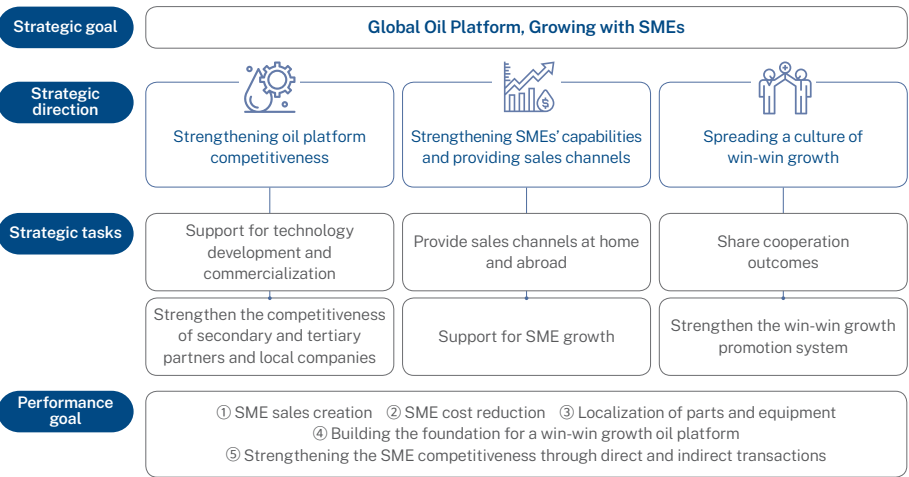 Strategic goal
Global Oil Platform, Growing with SMEs
Strategic
direction
Strengthening oil platform
competitiveness
Strengthening SMEs’ capabilities
and providing sales channels
Spreading a culture of
win-win growth
Strategic tasks
Support for technology
development and
commercialization
Provide sales channels at home
and abroad
Share cooperation
outcomes
Strengthen the competitiveness
of secondary and tertiary
partners and local companies
Support for SME growth
Strengthen the win-win growth
promotion system
Performance
goal
① SME sales creation ② SME cost reduction ③ Localization of parts and equipment
④ Building the foundation for a win-win growth oil platform
⑤ Strengthening the SME competitiveness through direct and indirect transactions